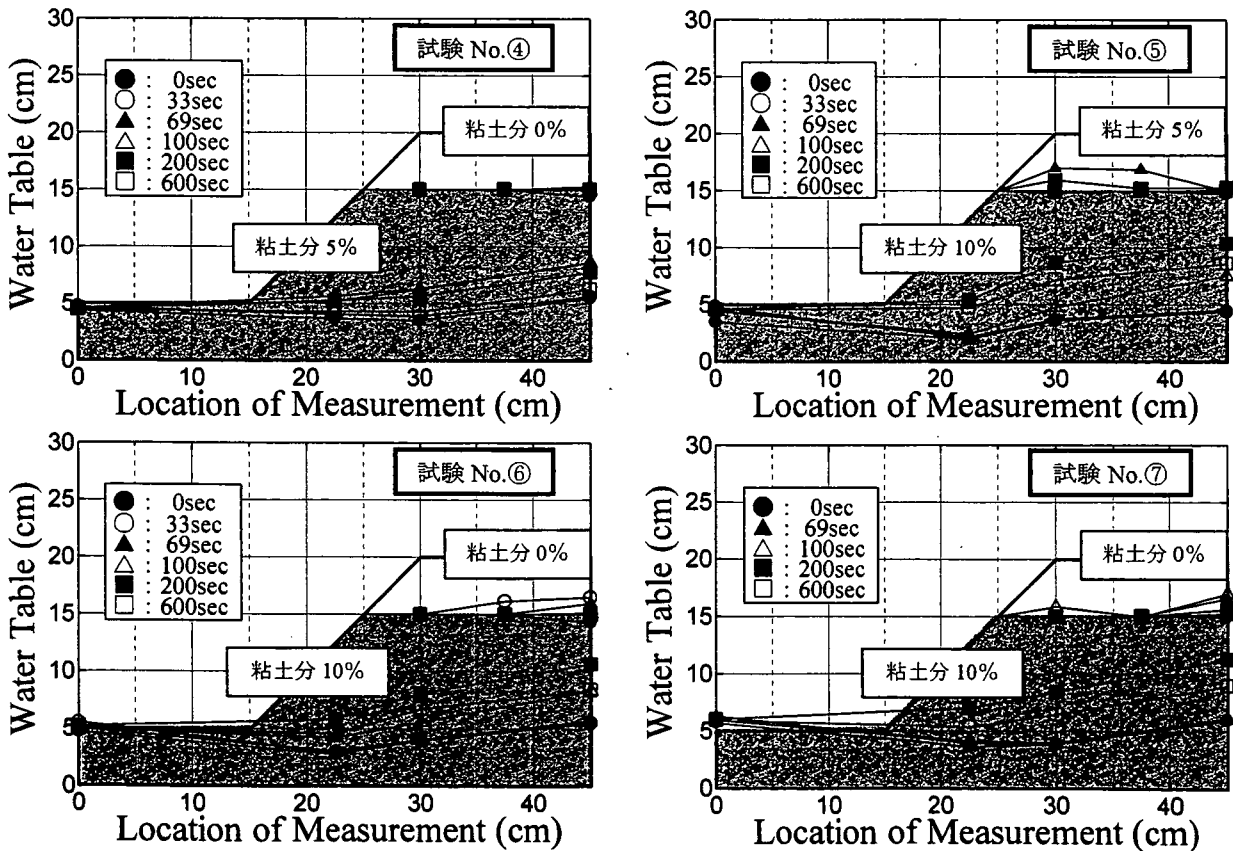 試験 No.④
● : 0sec
○ : 33sec
▲ : 69sec
△ : 100sec
■ : 200sec
□ : 600sec
粘土分 0%
粘土分 5%
30
25
20
15
10
5
0
0 10 20 30 40
Water Table (cm)
Location of Measurement (cm)
試験 No.⑤
● : 0sec
○ : 33sec
▲ : 69sec
△ : 100sec
■ : 200sec
□ : 600sec
粘土分 5%
粘土分 10%
30
25
20
15
10
5
0
0 10 20 30 40
Water Table (cm)
Location of Measurement (cm)
試験 No.⑥
● : 0sec
○ : 33sec
▲ : 69sec
△ : 100sec
■ : 200sec
□ : 600sec
粘土分 0%
粘土分 10%
30
25
20
15
10
5
0
0 10 20 30 40
Water Table (cm)
Location of Measurement (cm)
試験 No.⑦
● : 0sec
▲ : 69sec
△ : 100sec
■ : 200sec
□ : 600sec
粘土分 0%
粘土分 10%
30
25
20
15
10
5
0
0 10 20 30 40
Water Table (cm)
Location of Measurement (cm)